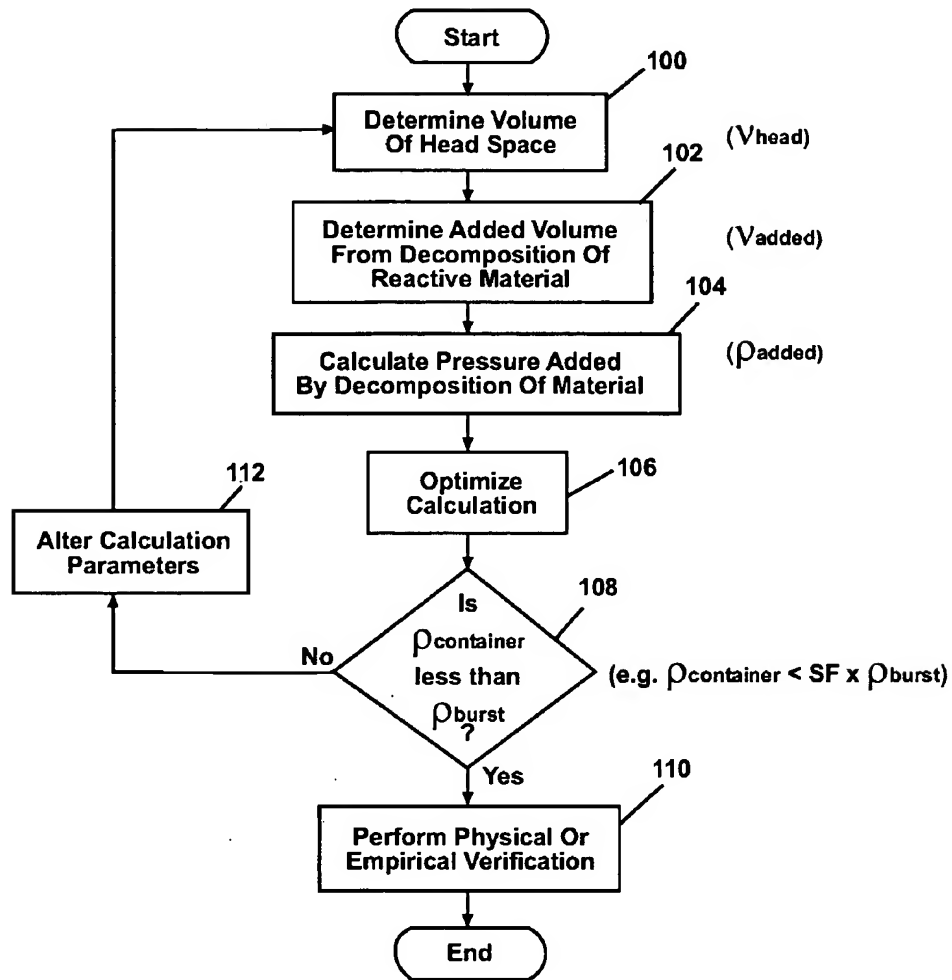 Start
100
Determine Volume
Of Head Space
(Vhead)
102
Determine Added Volume
From Decomposition Of
Reactive Material
(Vadded)
104
Calculate Pressure Added
By Decomposition Of Material
(ρadded)
Optimize
Calculation
106
112
Alter Calculation
Parameters
108
Is
ρcontainer
less than
ρburst
?
No
(e.g. ρcontainer < SF x ρburst)
Yes
110
Perform Physical Or
Empirical Verification
End